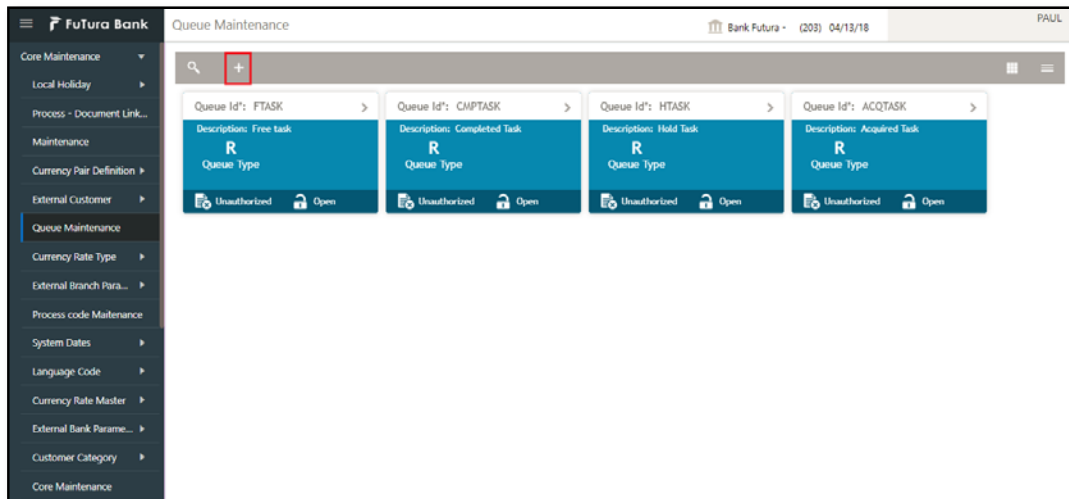 FuTura Bank
Queue Maintenance
Bank Futura - (203) 04/13/18
PAUL
Core Maintenance
Local Holiday
Process - Document Link...
Maintenance
Currency Pair Definition
External Customer
Queue Maintenance
Currency Rate Type
External Branch Para...
Process code Maitenance
System Dates
Language Code
Currency Rate Master
External Bank Parame...
Customer Category
Core Maintenance
Queue Id*: FTASK
Description: Free task
R
Queue Type
Unauthorized Open
Queue Id*: CMPTASK
Description: Completed Task
R
Queue Type
Unauthorized Open
Queue Id*: HTASK
Description: Hold Task
R
Queue Type
Unauthorized Open
Queue Id*: ACQTASK
Description: Acquired Task
R
Queue Type
Unauthorized Open